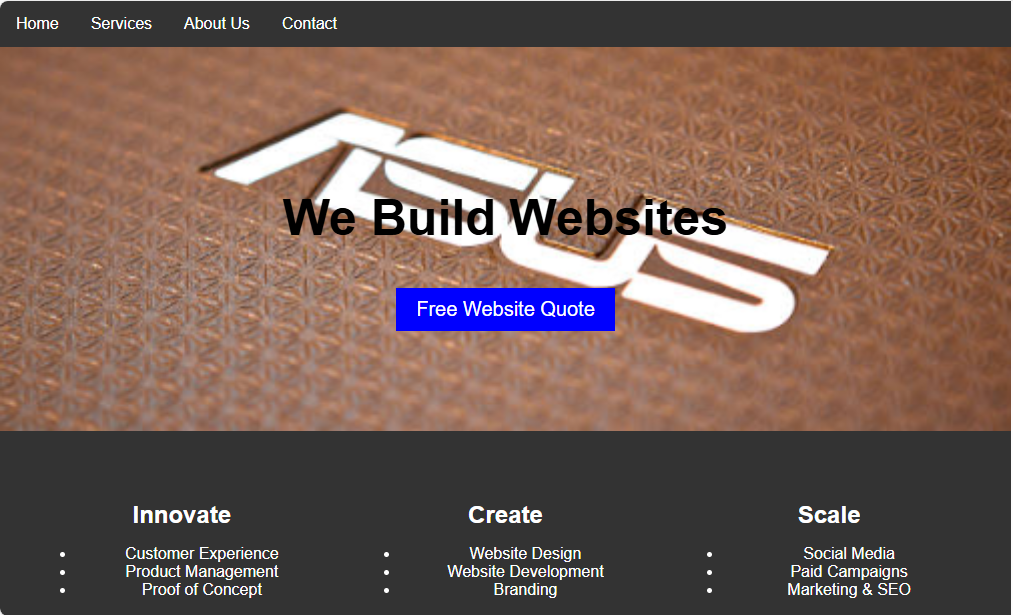 Home Services About Us Contact
ASUS
We Build Websites
Free Website Quote
Innovate Create Scale
Customer Experience Website Design Social Media
Product Management Website Development Paid Campaigns
Proof of Concept Branding Marketing & SEO